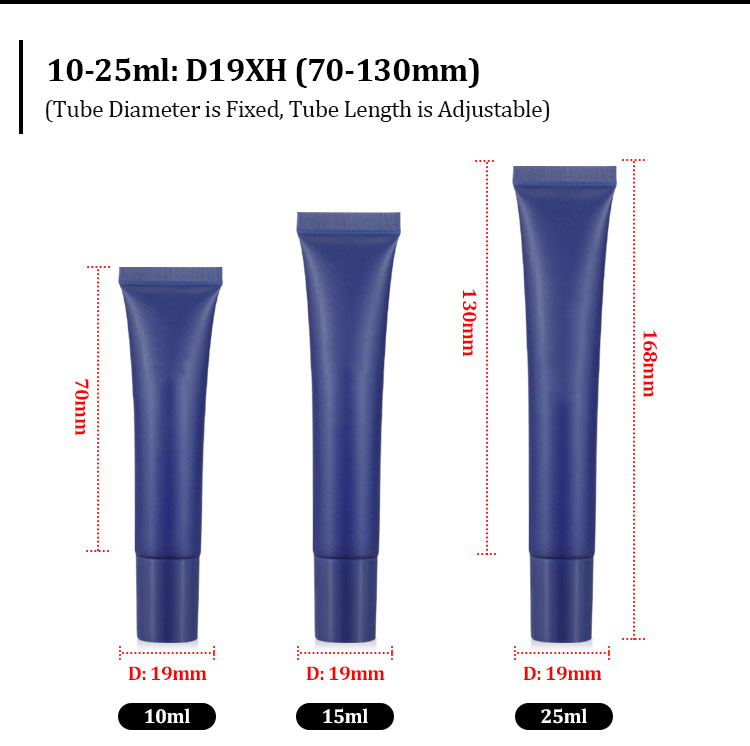 10-25ml: D19XH (70-130mm)
(Tube Diameter is Fixed, Tube Length is Adjustable)
70mm
130mm
168mm
D: 19mm
D: 19mm
D: 19mm
10ml
15ml
25ml